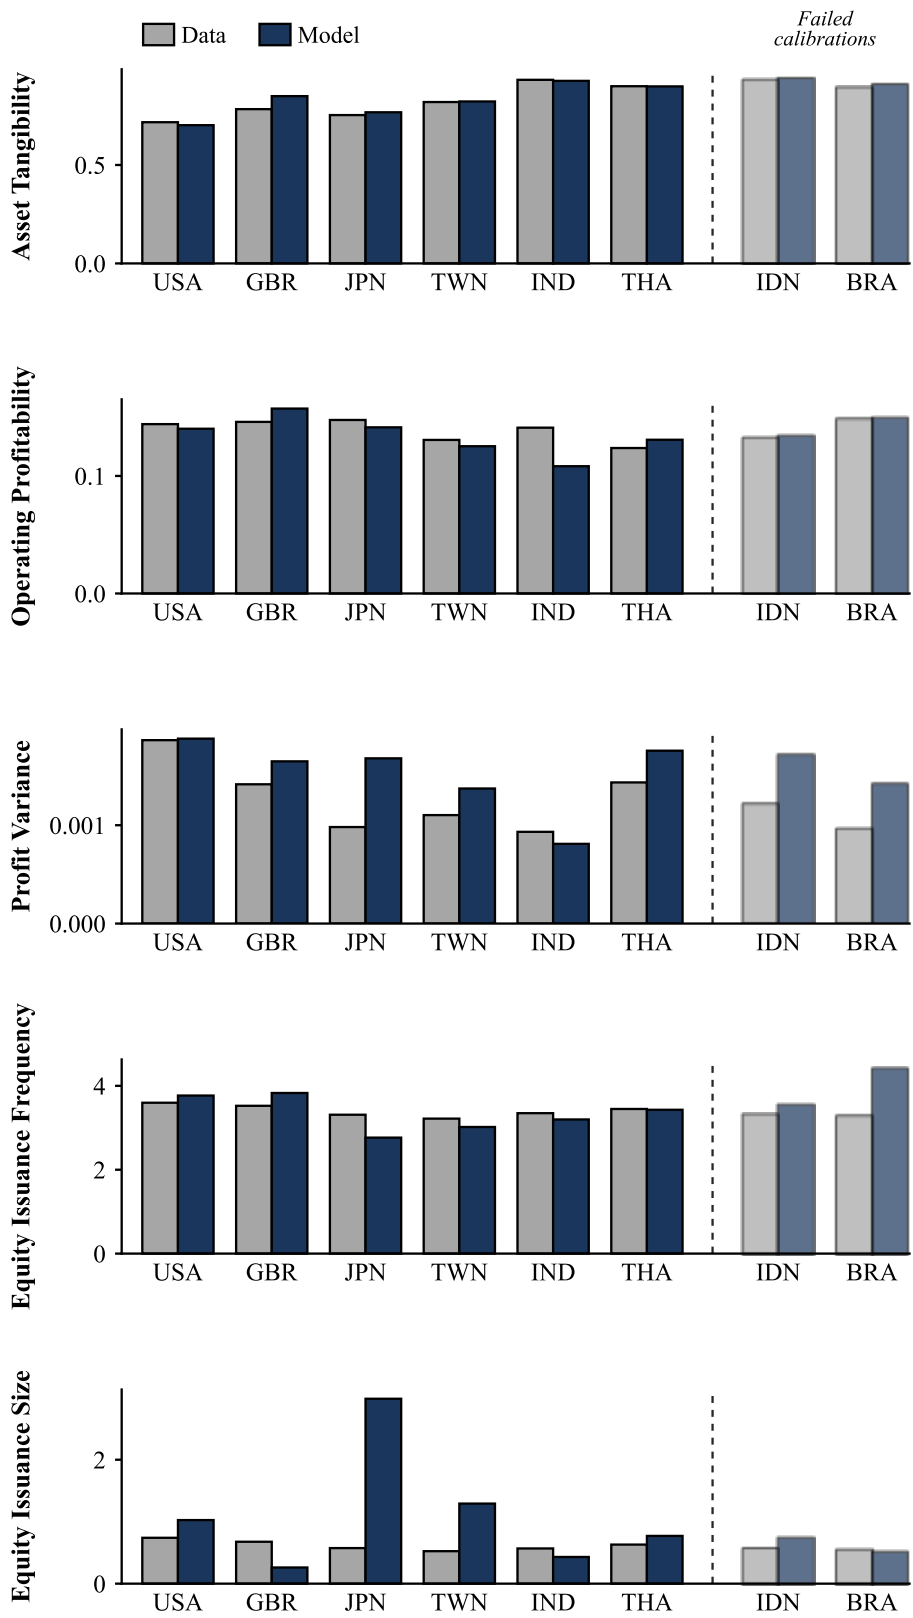 Data
Model
Failed
calibrations
Asset Tangibility
0.5
0.0
USA
GBR
JPN
TWN
IND
THA
IDN
BRA
Operating Profitability
0.1
0.0
USA
GBR
JPN
TWN
IND
THA
IDN
BRA
Profit Variance
0.001
0.000
USA
GBR
JPN
TWN
IND
THA
IDN
BRA
Equity Issuance Frequency
4
2
0
USA
GBR
JPN
TWN
IND
THA
IDN
BRA
Equity Issuance Size
2
0
USA
GBR
JPN
TWN
IND
THA
IDN
BRA